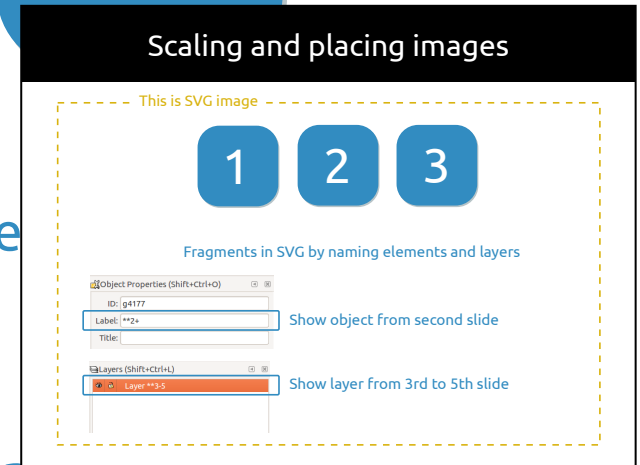 Scaling and placing images
This is SVG image
1 2 3
e
Fragments in SVG by naming elements and layers
Object Properties (Shift+Ctrl+O)
ID: g4177
Label: **2+
Show object from second slide
Title:
Layers (Shift+Ctrl+L)
Layer **3-5
Show layer from 3rd to 5th slide